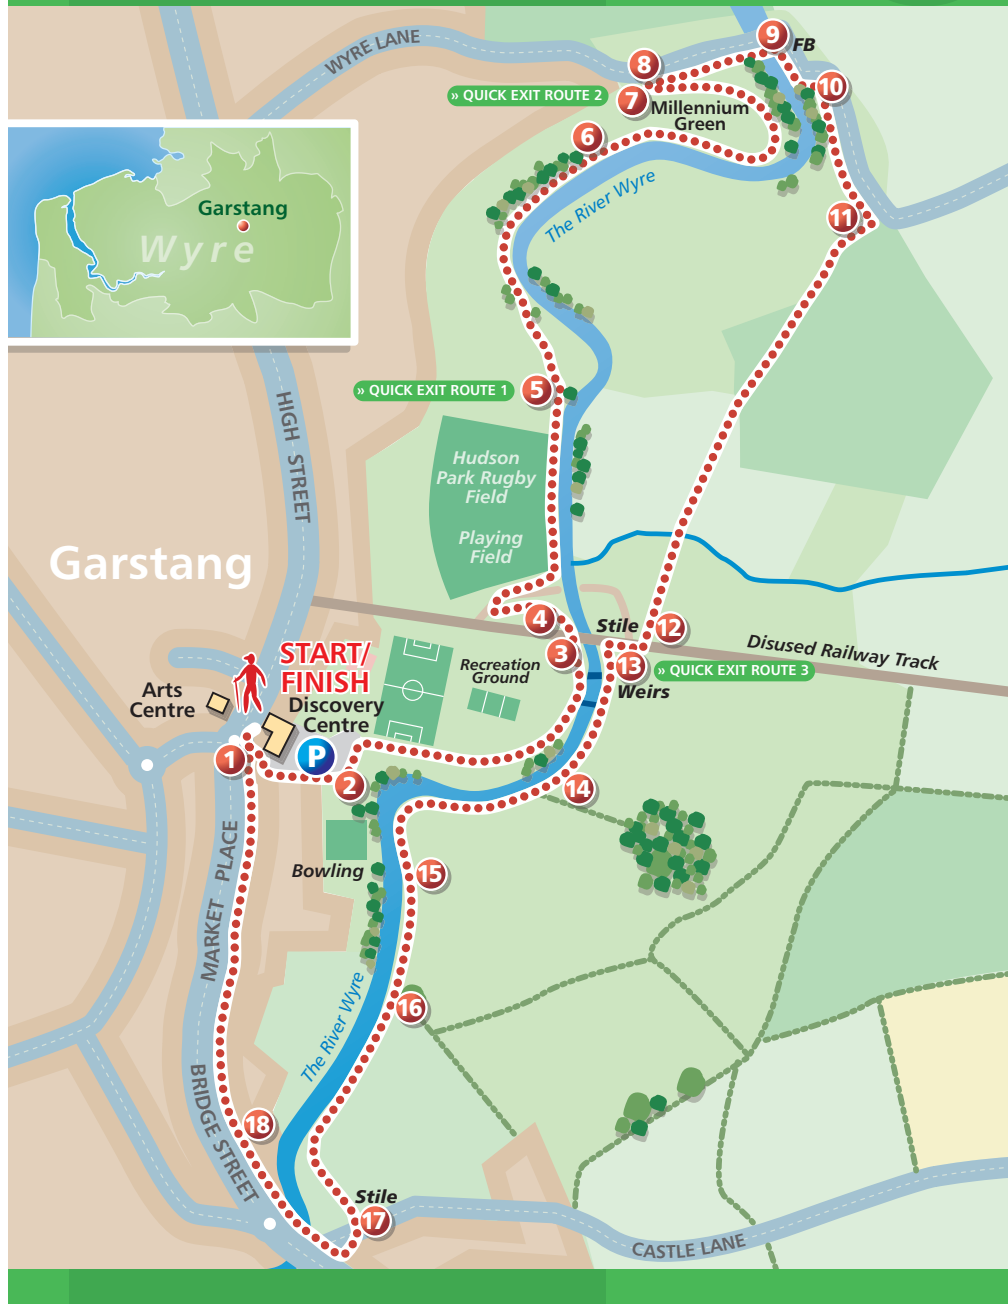 WYRE LANE
9
FB
8
10
» QUICK EXIT ROUTE 2
7
Millennium
Green
6
The River Wyre
11
Garstang
Wyre
» QUICK EXIT ROUTE 1
5
HIGH STREET
Hudson
Park Rugby
Field
Playing
Field
Garstang
4
Stile
12
3
13
» QUICK EXIT ROUTE 3
Disused Railway Track
Weirs
Recreation
Ground
START/
FINISH
Arts
Centre
Discovery
Centre
1
P
2
14
Bowling
15
MARKET PLACE
The River Wyre
16
BRIDGE STREET
18
Stile
17
CASTLE LANE